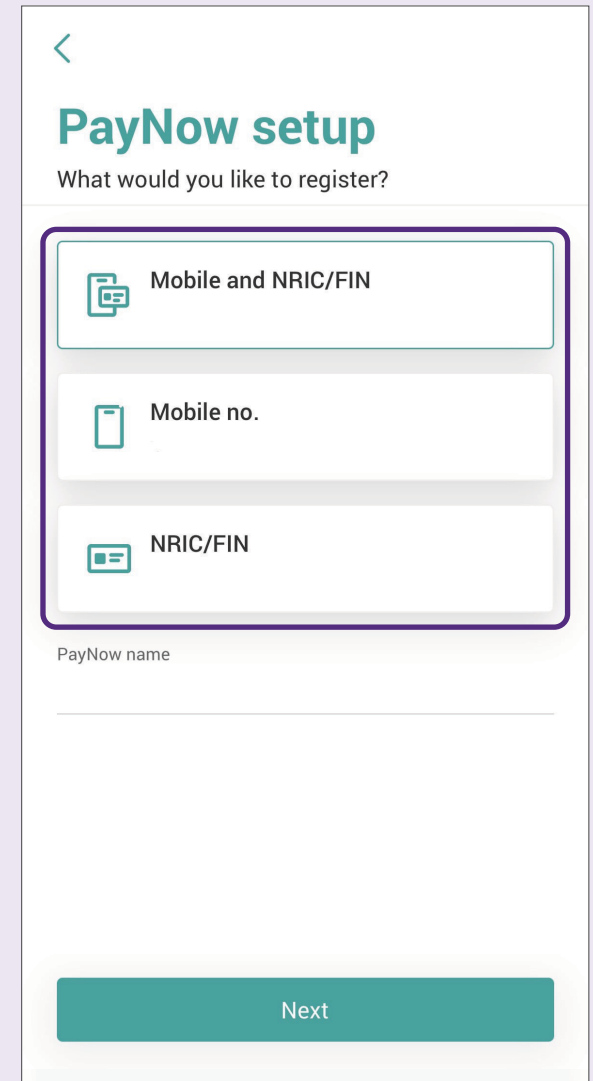 PayNow setup
What would you like to register?
Mobile and NRIC/FIN
Mobile no.
NRIC/FIN
PayNow name
Next